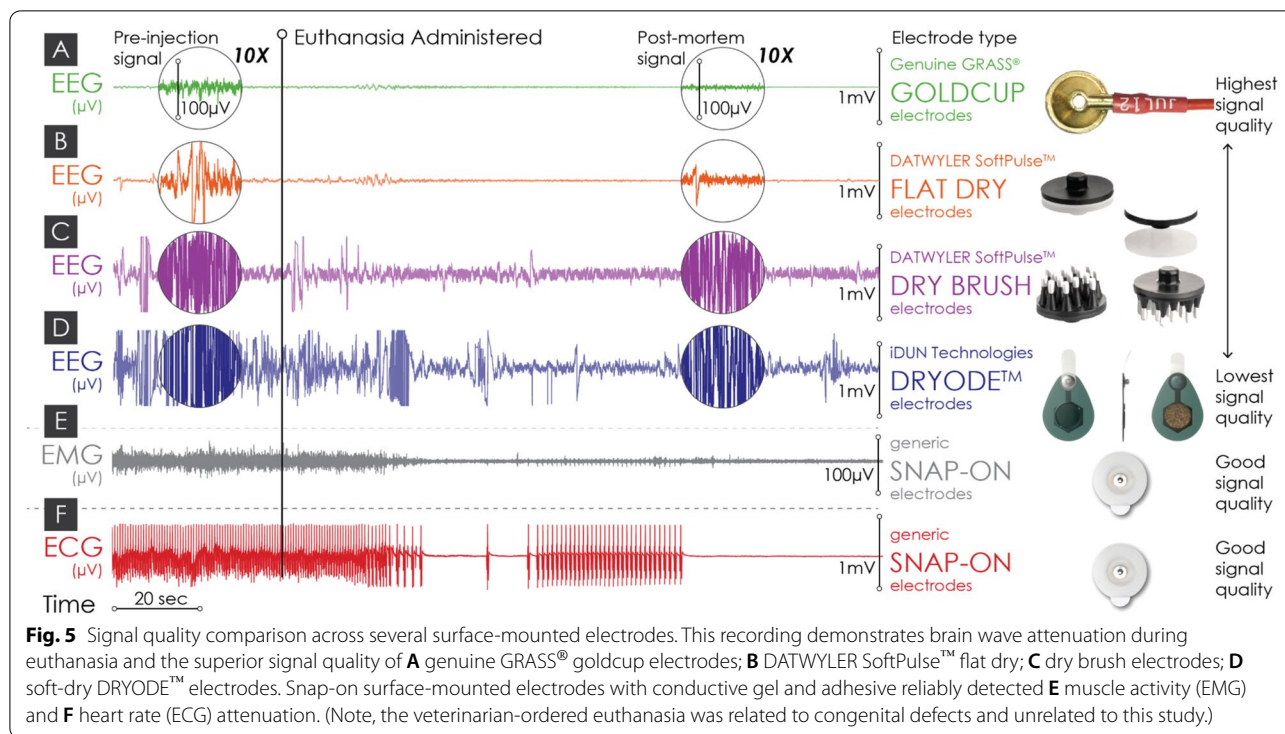 A
Pre-injection
signal
10X
Euthanasia Administered
Post-mortem
signal
10X
Electrode type
EEG
(µV)
100µV
100µV
1mV
Genuine GRASS®
GOLDCUP
electrodes
JUL 12
Highest
signal
quality
B
EEG
(µV)
1mV
DATWYLER SoftPulse™
FLAT DRY
electrodes
C
EEG
(µV)
1mV
DATWYLER SoftPulse™
DRY BRUSH
electrodes
D
EEG
(µV)
1mV
iDUN Technologies
DRYODE™
electrodes
Lowest
signal
quality
E
EMG
(µV)
100µV
generic
SNAP-ON
electrodes
Good
signal
quality
F
ECG
(µV)
1mV
generic
SNAP-ON
electrodes
Good
signal
quality
Time
20 sec
Fig. 5 Signal quality comparison across several surface-mounted electrodes. This recording demonstrates brain wave attenuation during
euthanasia and the superior signal quality of A genuine GRASS® goldcup electrodes; B DATWYLER SoftPulse™ flat dry; C dry brush electrodes; D
soft-dry DRYODE™ electrodes. Snap-on surface-mounted electrodes with conductive gel and adhesive reliably detected E muscle activity (EMG)
and F heart rate (ECG) attenuation. (Note, the veterinarian-ordered euthanasia was related to congenital defects and unrelated to this study.)